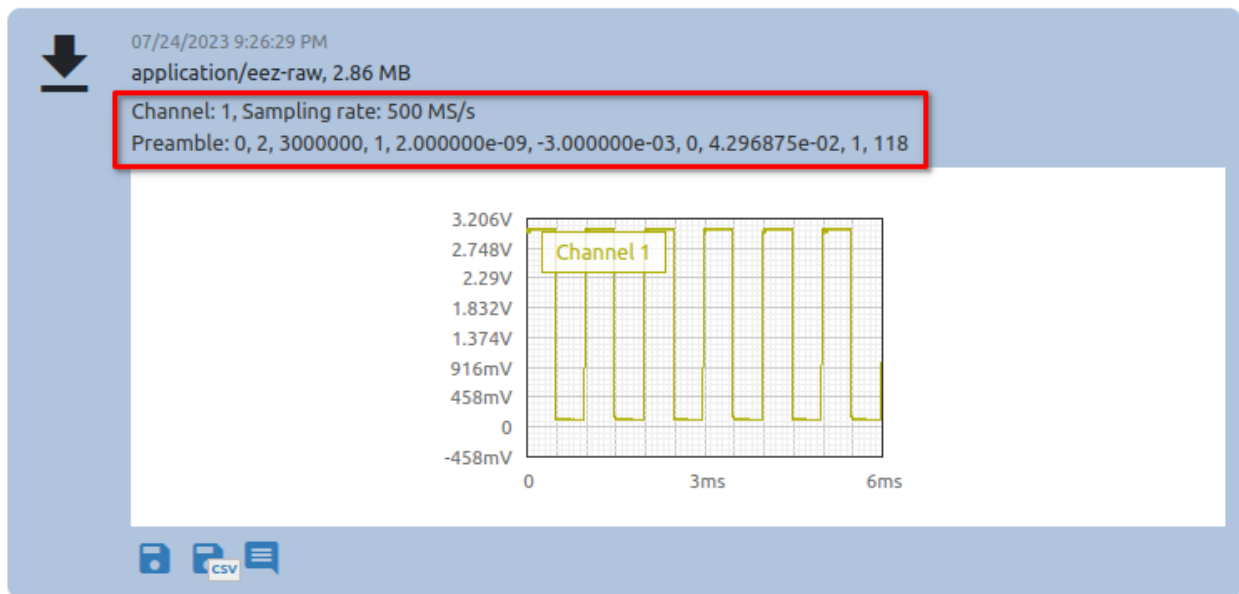 07/24/2023 9:26:29 PM
application/eez-raw, 2.86 MB
Channel: 1, Sampling rate: 500 MS/s
Preamble: 0, 2, 3000000, 1, 2.000000e-09, -3.000000e-03, 0, 4.296875e-02, 1, 118
3.206V
Channel 1
2.748V
2.29V
1.832V
1.374V
916mV
458mV
0
-458mV
0 3ms 6ms
CSV